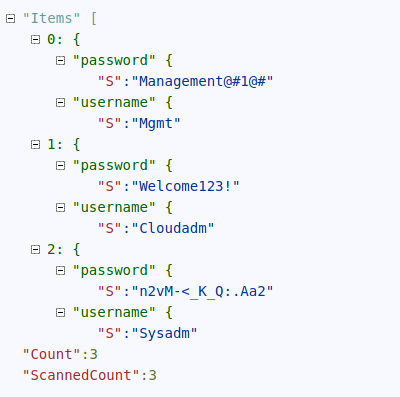 "Items" [
0: {
"password" {
"S":"Management@#1@#"
"username" {
"S":"Mgmt"
1: {
"password" {
"S":"Welcome123!"
"username" {
"S":"Cloudadm"
2: {
"password" {
"S":"n2vM-<_K_Q:.Aa2"
"username" {
"S":"Sysadm"
"Count":3
"ScannedCount":3